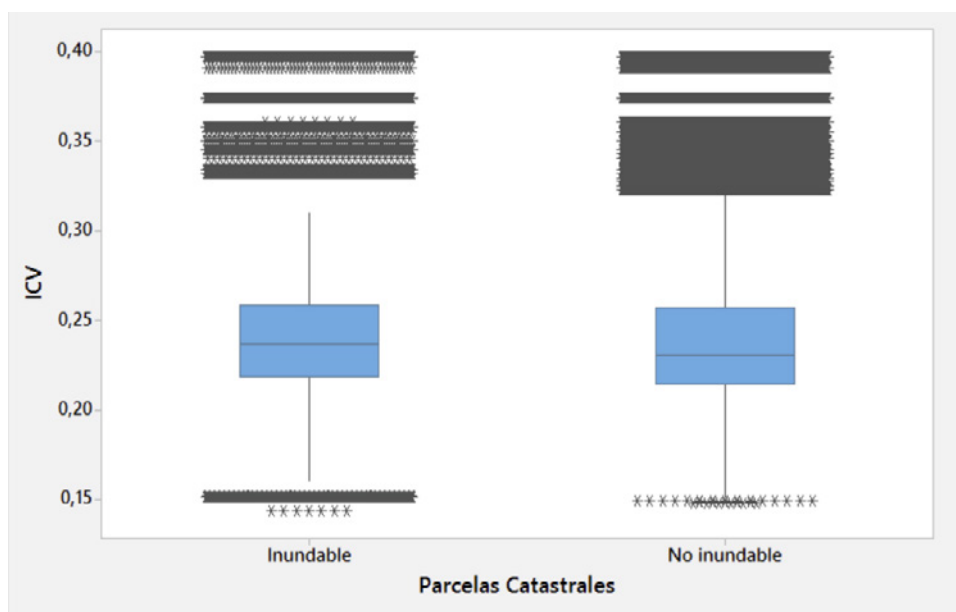 0,40
0,35
0,30
0,25
0,20
0,15
ICV
Inundable
No inundable
Parcelas Catastrales